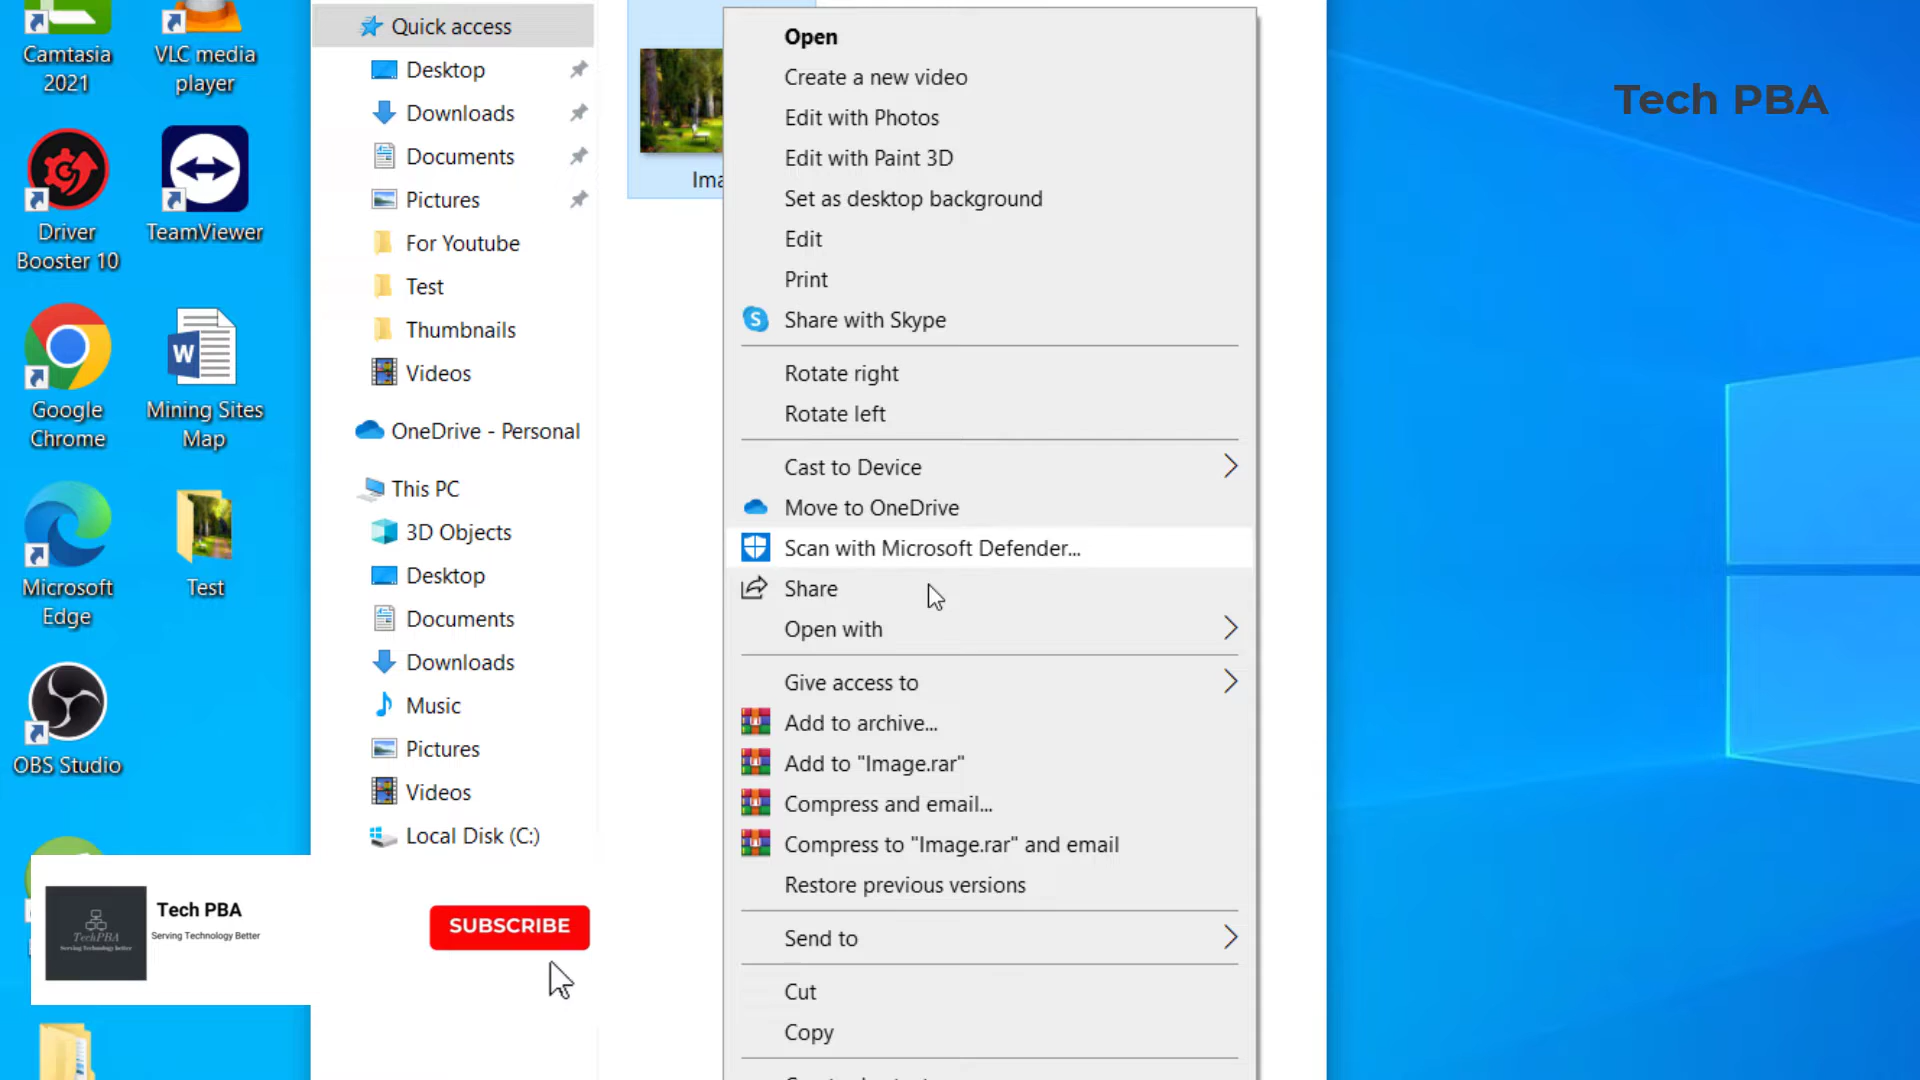 Camtasia
2021
VLC media
player
Driver
Booster 10
TeamViewer
Google
Chrome
W
Mining Sites
Map
Microsoft
Edge
Test
OBS Studio
Quick access
Desktop
Downloads
Documents
Pictures
For Youtube
Test
Thumbnails
Videos
OneDrive - Personal
This PC
3D Objects
Desktop
Documents
Downloads
Music
Pictures
Videos
Local Disk (C:)
Ima
Open
Create a new video
Edit with Photos
Edit with Paint 3D
Set as desktop background
Edit
Print
S Share with Skype
Rotate right
Rotate left
Cast to Device
Move to OneDrive
Scan with Microsoft Defender...
Share
Open with
Give access to
Add to archive...
Add to "Image.rar"
Compress and email...
Compress to "Image.rar" and email
Restore previous versions
Send to
Cut
Copy
Tech PBA
TechPBA
Serving Technology better
Tech PBA
Serving Technology Better
SUBSCRIBE